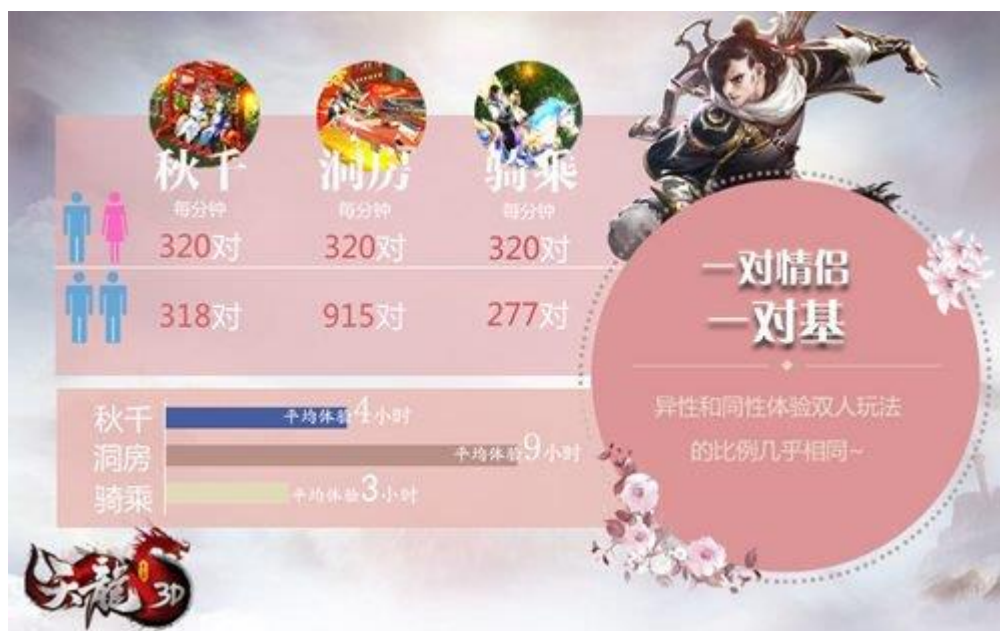 秋千
洞房
骑乘
每分钟
每分钟
每分钟
320对
320对
320对
318对
915对
277对
一对情侣
一对基
异性和同性体验双人玩法
的比例几乎相同~
秋千
平均体验4小时
洞房
平均体验9小时
骑乘
平均体验3小时
天龍
3D